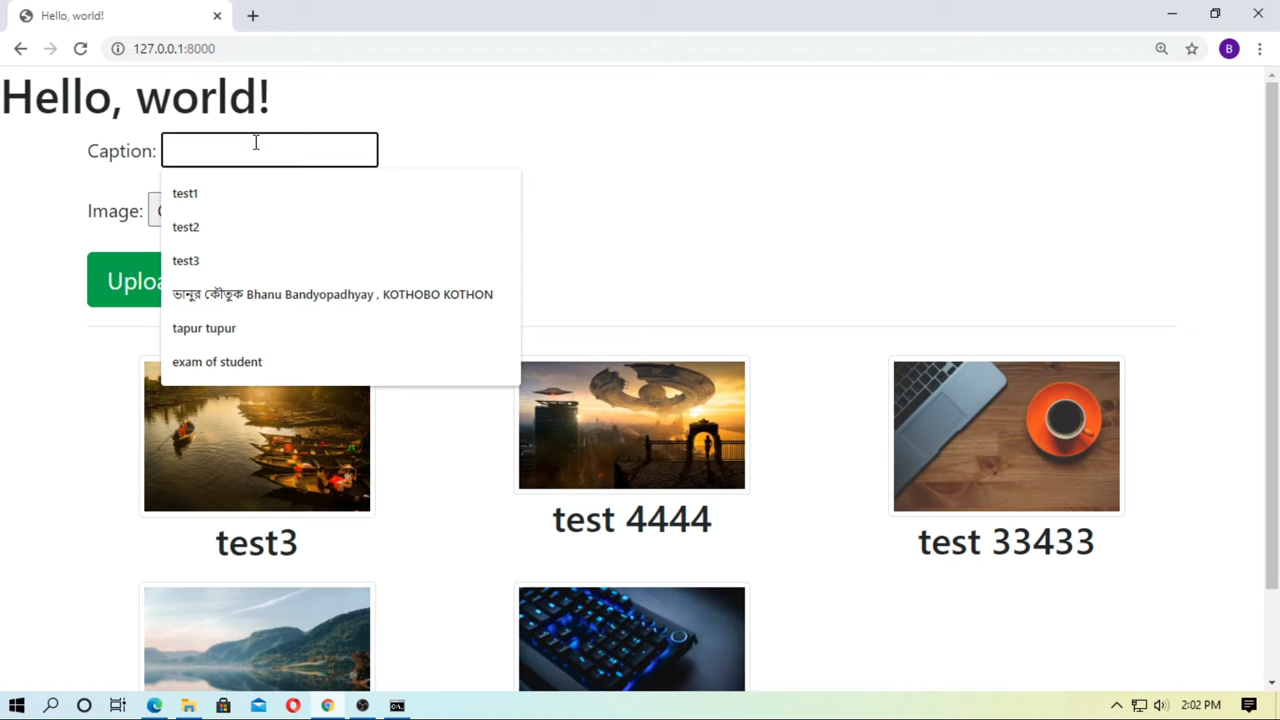 Hello, world!
127.0.0.1:8000
B
Hello, world!
Caption:
test1
test2
Image:
test3
Uploa
ভানুর কৌতুক Bhanu Bandyopadhyay , KOTHOBO KOTHON
tapur tupur
exam of student
test3
test 4444
test 33433
2:02 PM